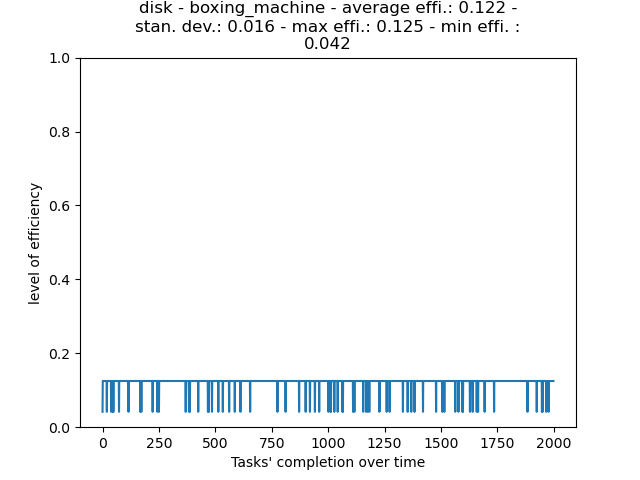 disk - boxing_machine - average effi.: 0.122 -
stan. dev.: 0.016 - max effi.: 0.125 - min effi. :
0.042
1.0
0.8
0.6
0.4
0.2
0.0
level of efficiency
0 250 500 750 1000 1250 1500 1750 2000
Tasks' completion over time